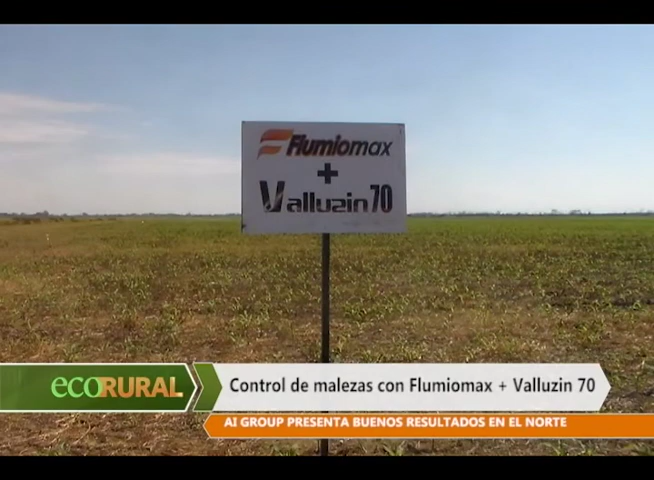 Flumiomax
+
Valluzin 70
ecoRURAL
Control de malezas con Flumiomax + Valluzin 70
AI GROUP PRESENTA BUENOS RESULTADOS EN EL NORTE